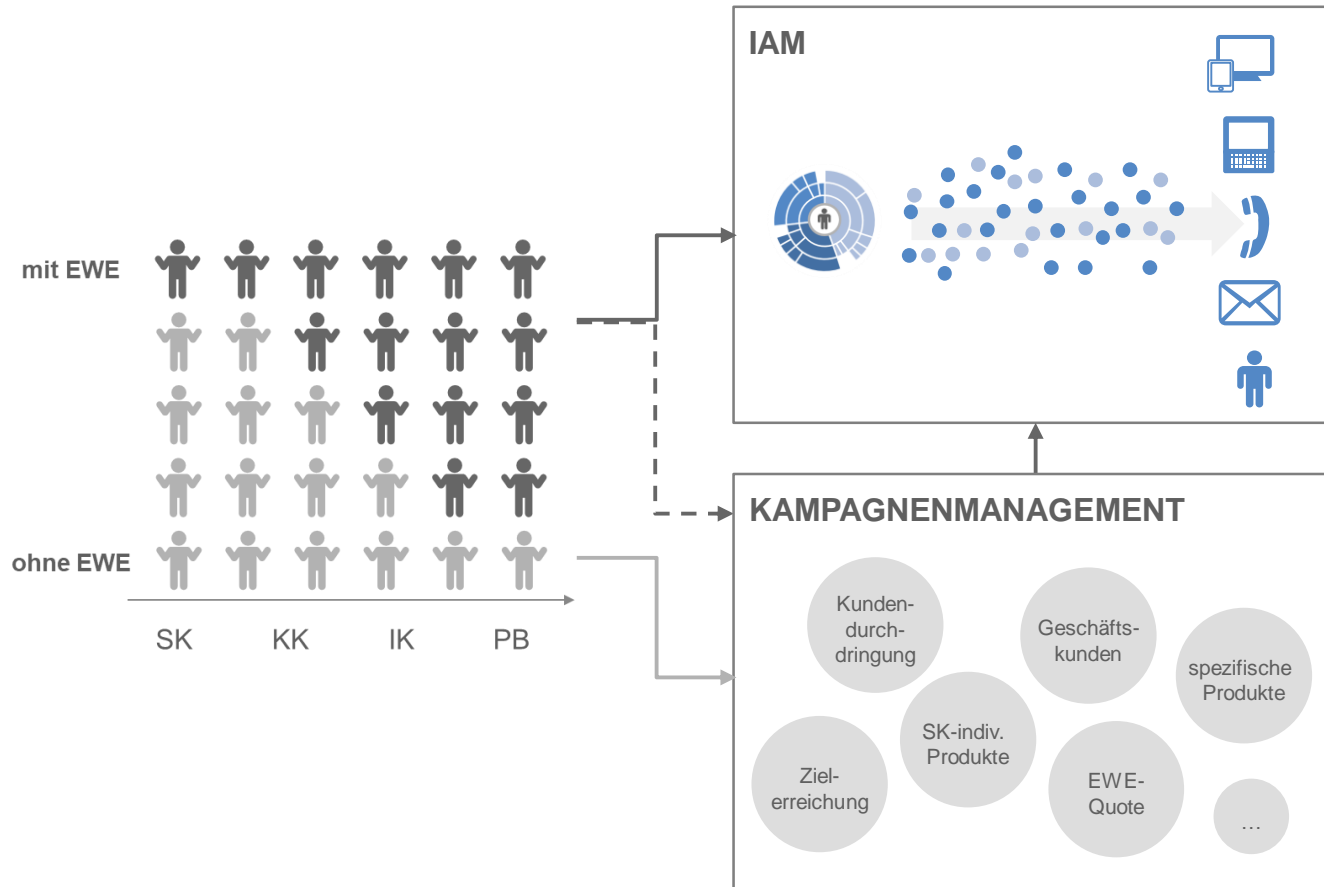 IAM
mit EWE
ohne EWE
SK
KK
IK
PB
KAMPAGNENMANAGEMENT
Kunden-
durch-
dringung
Geschäfts-
kunden
spezifische
Produkte
SK-indiv.
Produkte
Ziel-
erreichung
EWE-
Quote
...